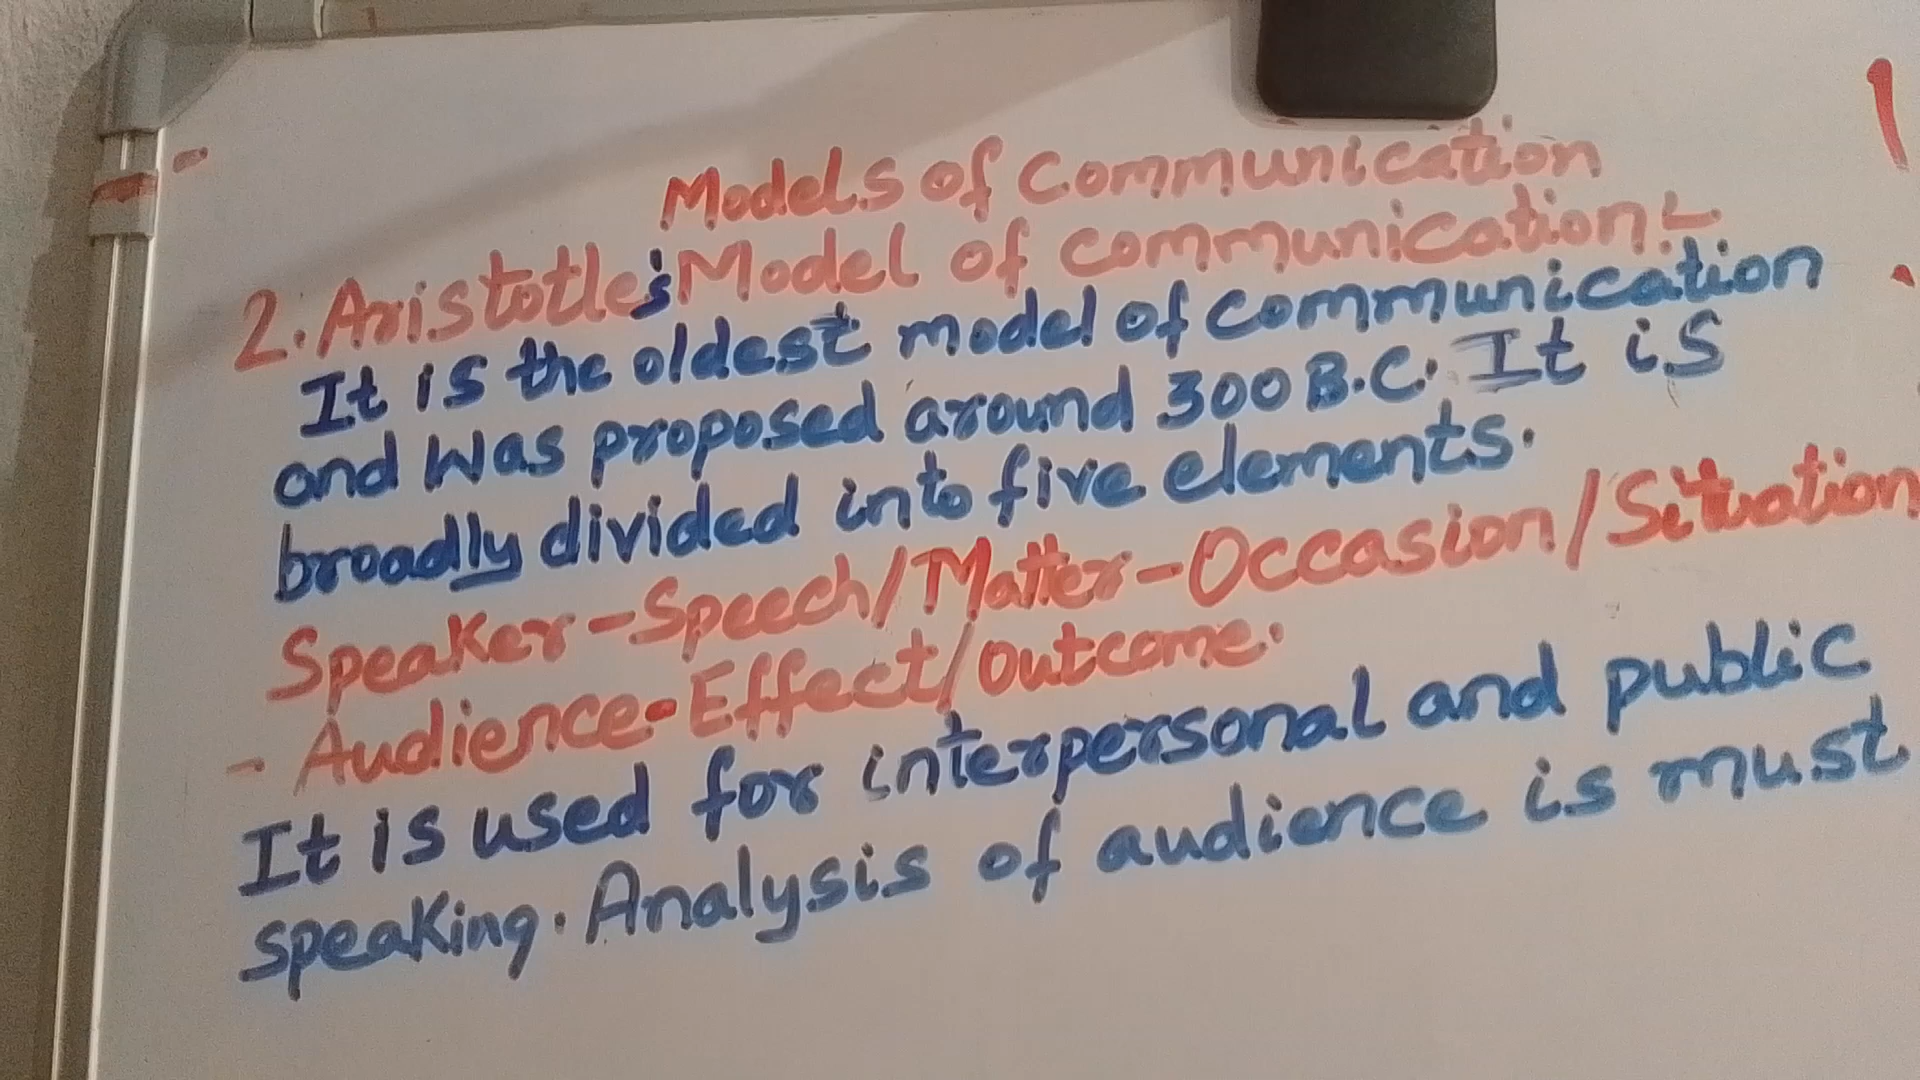 Models of Communication
2. Aristotle's Model of communication:-
It is the oldest model of communication
and was proposed around 300 B.C. It is
broadly divided into five elements.
Speaker-Speech/Matter-Occasion/Situation
- Audience-Effect/outcome.
It is used for interpersonal and public
speaking. Analysis of audience is must